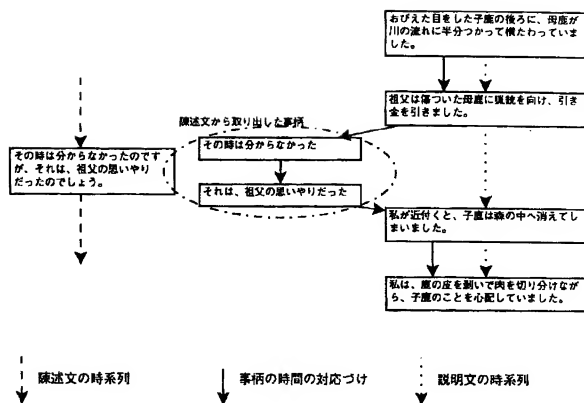 おびえた目をした子鹿の後ろに、母鹿が
川の流れに半分つかって横たわっていま
した。
祖父は傷ついた母鹿に猟銃を向け、引き
金を引きました。
陳述文から取り出した事柄
その時は分からなかった
その時は分からなかったのです
が、それは、祖父の思いやり
だったのでしょう。
それは、祖父の思いやりだった
私が近付くと、子鹿は森の中へ消えてし
まいました。
私は、鹿の皮を剥いで肉を切り分けなが
ら、子鹿のことを心配していました。
陳述文の時系列
事柄の時間の対応づけ
説明文の時系列